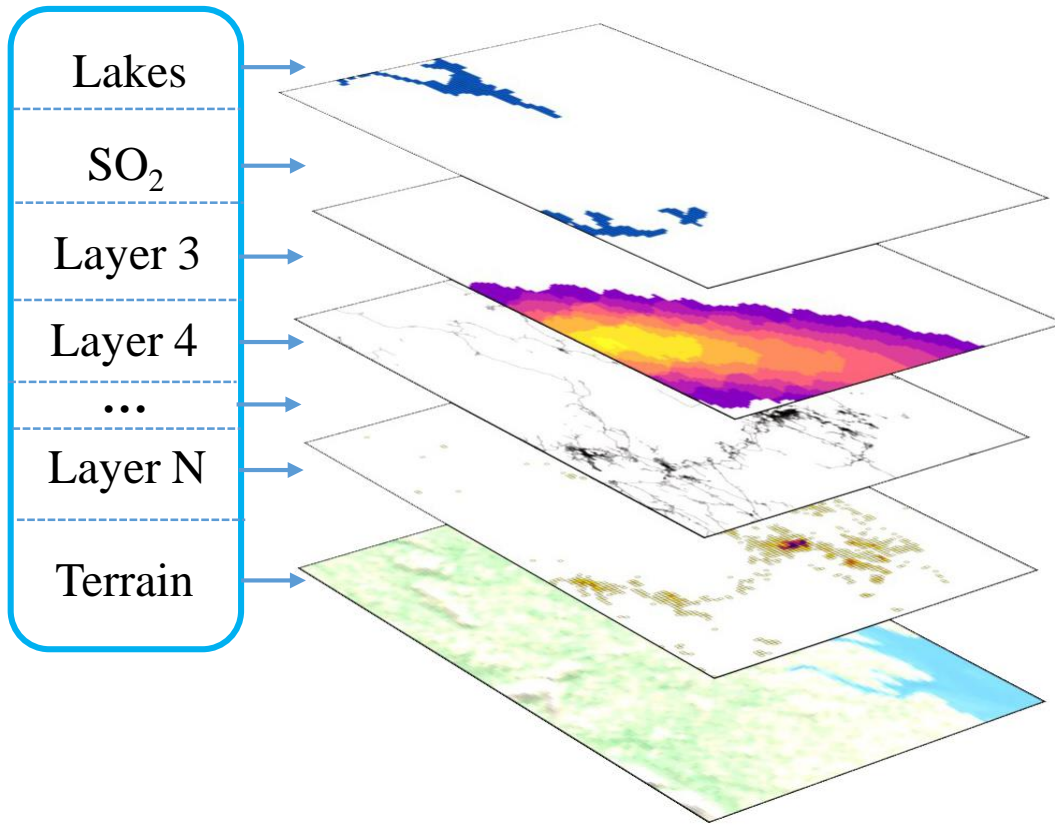 Lakes
SO₂
Layer 3
Layer 4
...
Layer N
Terrain